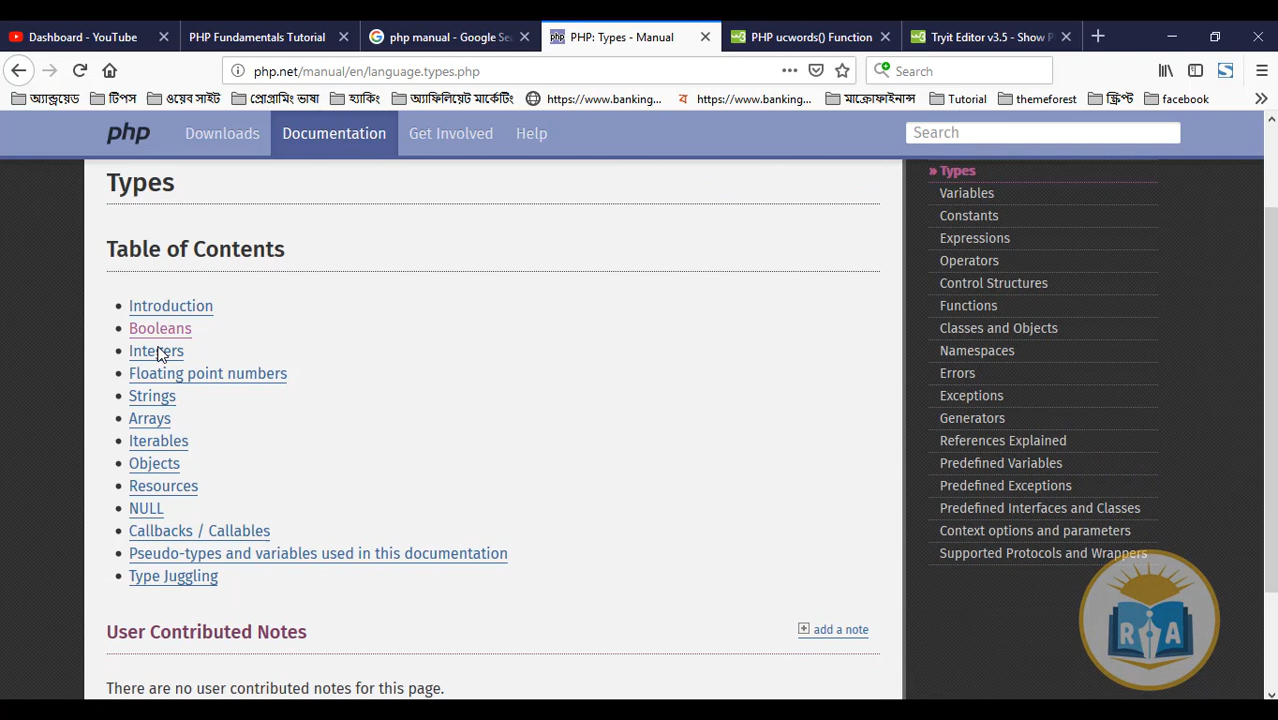 Dashboard - YouTube
PHP Fundamentals Tutorial
php manual - Google Se
PHP: Types - Manual
PHP ucwords() Function
Tryit Editor v3.5 - Show P
php.net/manual/en/language.types.php
Search
অ্যান্ড্রয়েড
টিপস
ওয়েব সাইট
প্রোগ্রামিং ভাষা
হ্যাকিং
অ্যাফিলিয়েট মার্কেটিং
https://www.banking...
https://www.banking...
মাক্রোফাইনান্স
Tutorial
themeforest
স্ক্রিপ্ট
facebook
php
Downloads
Documentation
Get Involved
Help
Search
Types
Table of Contents
Introduction
Booleans
Integers
Floating point numbers
Strings
Arrays
Iterables
Objects
Resources
NULL
Callbacks / Callables
Pseudo-types and variables used in this documentation
Type Juggling
User Contributed Notes
add a note
There are no user contributed notes for this page.
» Types
Variables
Constants
Expressions
Operators
Control Structures
Functions
Classes and Objects
Namespaces
Errors
Exceptions
Generators
References Explained
Predefined Variables
Predefined Exceptions
Predefined Interfaces and Classes
Context options and parameters
Supported Protocols and Wrappers
R A